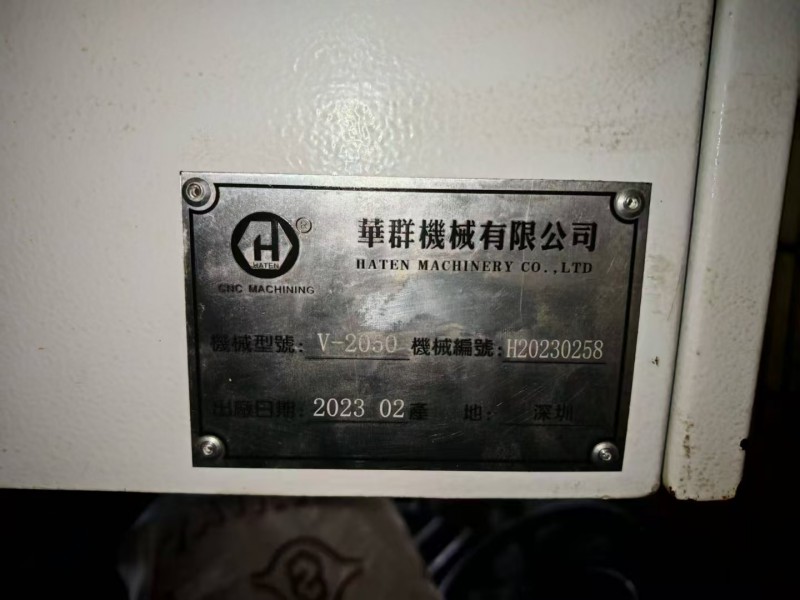 H ®
HATEN
CNC MACHINING
華群機械有限公司
HATEN MACHINERY CO.,LTD
機械型號: V-2050 機械編號: H20230258
出廠日期: 2023 02 產 地: 深圳